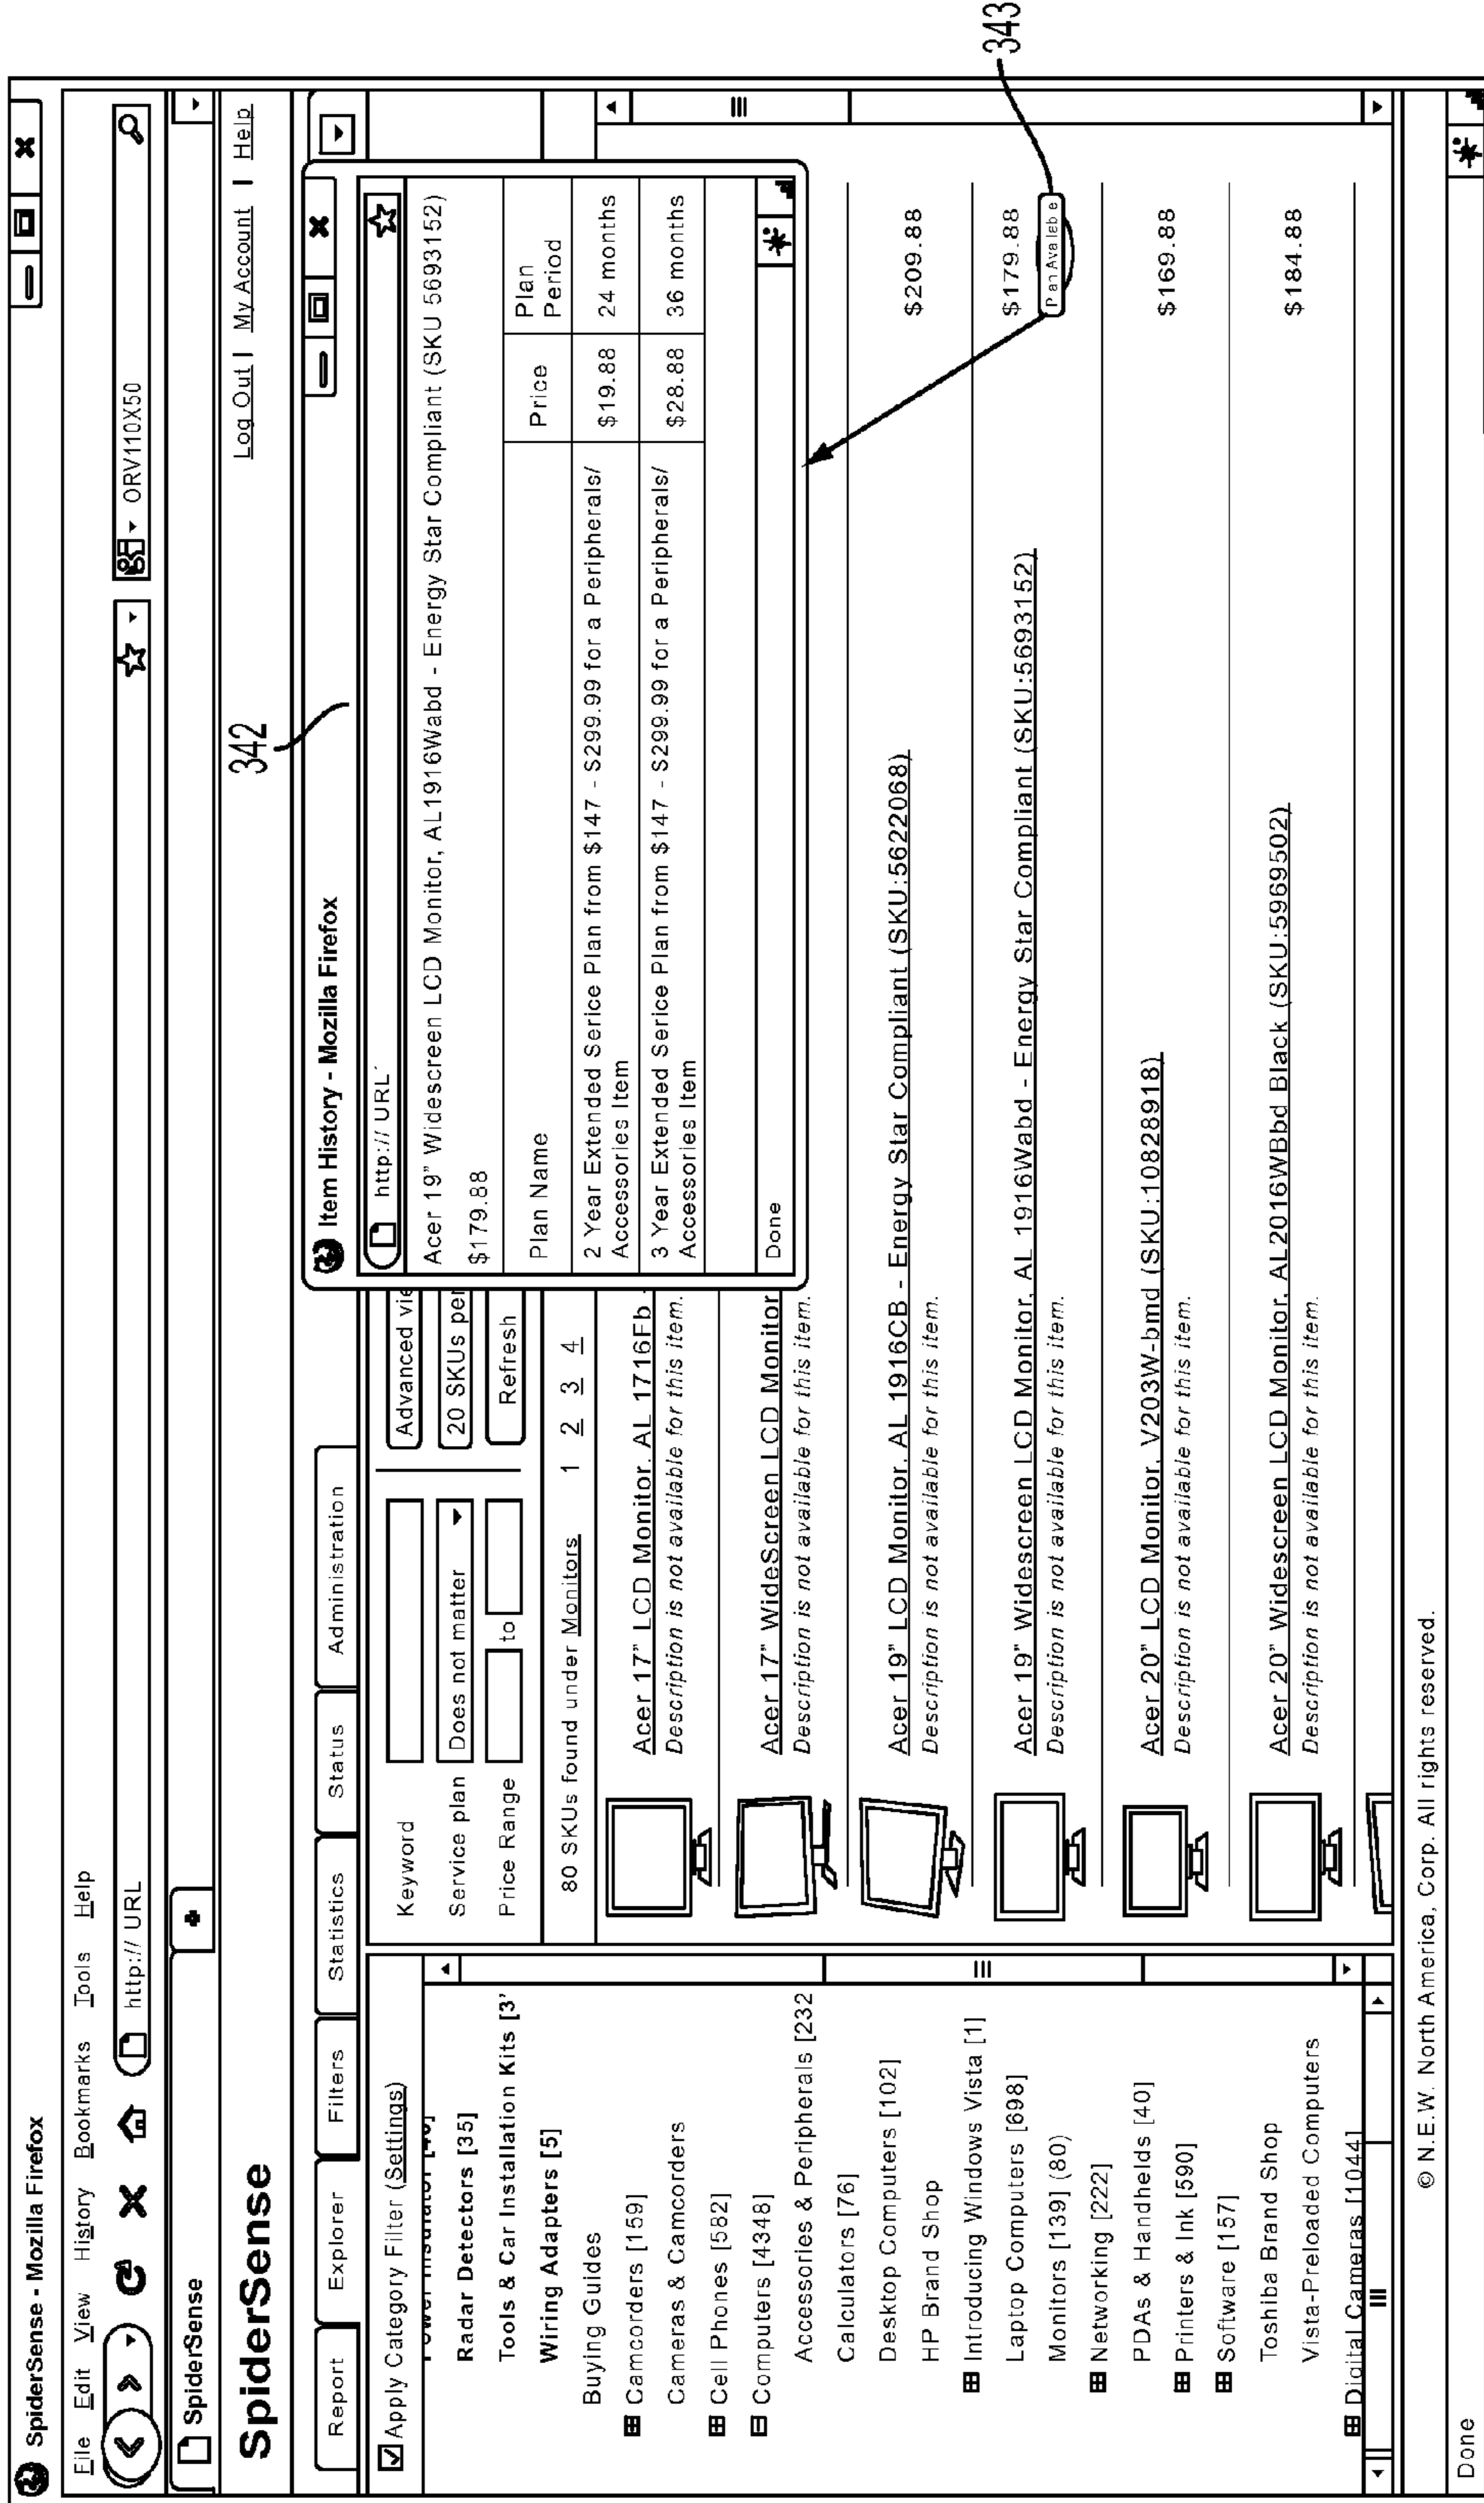 SpiderSense - Mozilla Firefox
File Edit View History Bookmarks Tools Help
http:// URL
ORV110X50
SpiderSense
SpiderSense
Log Out | My Account | Help
Report Explorer Filters Statistics Status Administration
Apply Category Filter (Settings)
Radar Detectors [35]
Tools & Car Installation Kits [3'
Wiring Adapters [5]
Buying Guides
Camcorders [159]
Cameras & Camcorders
Cell Phones [582]
Computers [4348]
Accessories & Peripherals [232
Calculators [76]
Desktop Computers [102]
HP Brand Shop
Introducing Windows Vista [1]
Laptop Computers [698]
Monitors [139] (80)
Networking [222]
PDAs & Handhelds [40]
Printers & Ink [590]
Software [157]
Toshiba Brand Shop
Vista-Preloaded Computers
Digital Cameras [1044]
Keyword
Advanced vie
Service plan Does not matter
20 SKUs per
Price Range to
Refresh
80 SKUs found under Monitors 1 2 3 4
Acer 17" LCD Monitor. AL 1716Fb -
Description is not available for this item.
Acer 17" WideScreen LCD Monitor
Description is not available for this item.
Acer 19" LCD Monitor. AL 1916CB - Energy Star Compliant (SKU:5622068)
$209.88
Description is not available for this item.
Acer 19" Widescreen LCD Monitor, AL 1916Wabd - Energy Star Compliant (SKU:5693152)
$179.88
Description is not available for this item.
P an Ava lab e
Acer 20" LCD Monitor, V203W-bmd (SKU:10828918)
$169.88
Description is not available for this item.
Acer 20" Widescreen LCD Monitor, AL2016WBbd Black (SKU:5969502)
$184.88
Description is not available for this item.
342
Item History - Mozilla Firefox
http:// URL'
Acer 19" Widescreen LCD Monitor, AL1916Wabd - Energy Star Compliant (SKU 5693152)
$179.88
Plan Name Price Plan Period
2 Year Extended Serice Plan from $147 - S299.99 for a Peripherals/ $19.88 24 months
Accessories Item
3 Year Extended Serice Plan from $147 - S299.99 for a Peripherals/ $28.88 36 months
Accessories Item
Done
343
© N.E.W. North America, Corp. All rights reserved.
Done